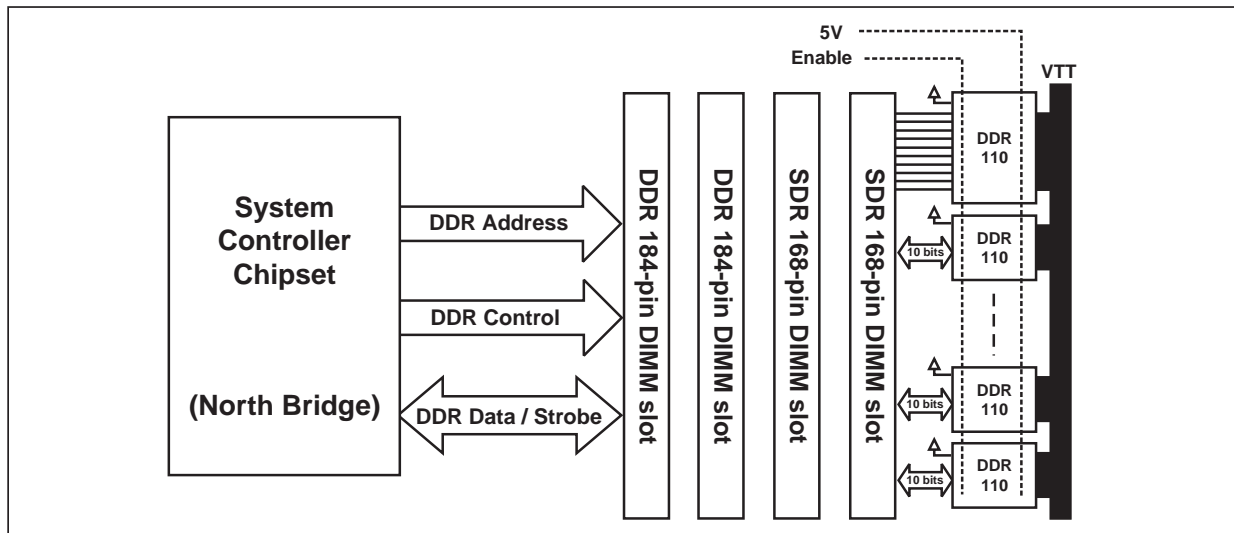 5V
Enable
VTT
System
Controller
Chipset
(North Bridge)
DDR Address
DDR Control
DDR Data / Strobe
DDR 184-pin DIMM slot
DDR 184-pin DIMM slot
SDR 168-pin DIMM slot
SDR 168-pin DIMM slot
DDR
110
10 bits
DDR
110
10 bits
DDR
110
10 bits
DDR
110